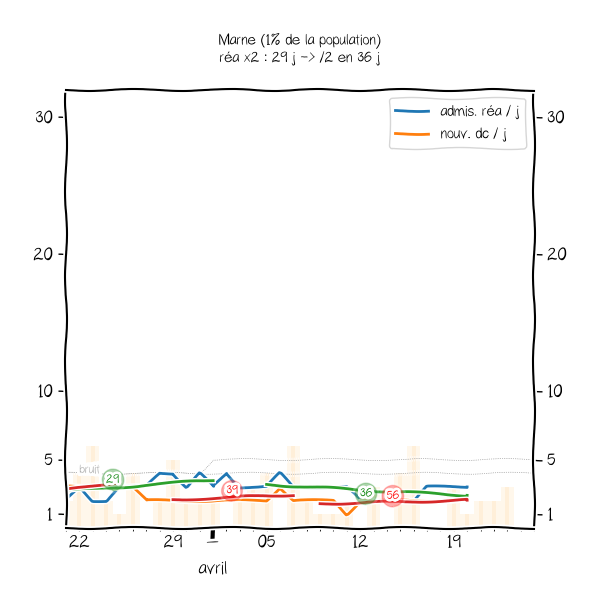 Marne (1% de la population)
réa x2 : 29 j -> /2 en 36 j
admis. réa / j
nouv. dc / j
30 30
20 20
10 10
5 5
bruit
29
39
36
56
1 1
22 29 1 05 12 19
avril